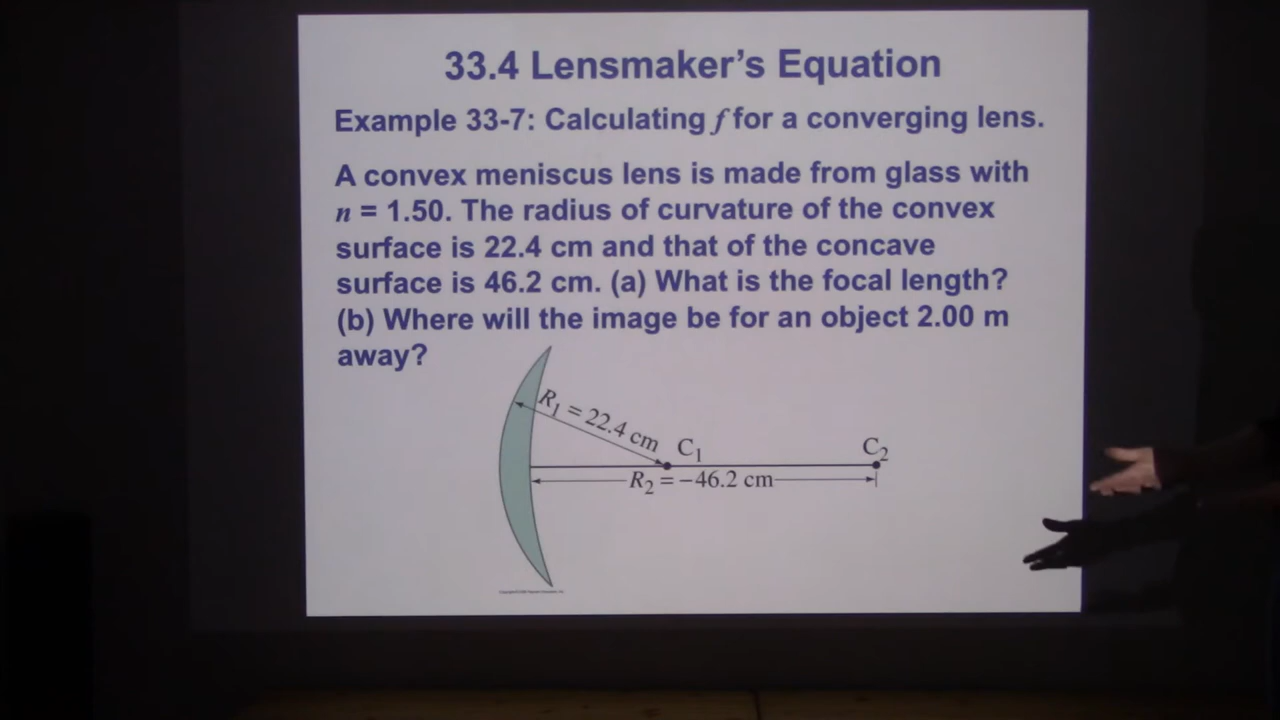 33.4 Lensmaker's Equation
Example 33-7: Calculating f for a converging lens.
A convex meniscus lens is made from glass with
n = 1.50. The radius of curvature of the convex
surface is 22.4 cm and that of the concave
surface is 46.2 cm. (a) What is the focal length?
(b) Where will the image be for an object 2.00 m
away?
R₁ = 22.4 cm
C₁
C₂
R₂ = −46.2 cm